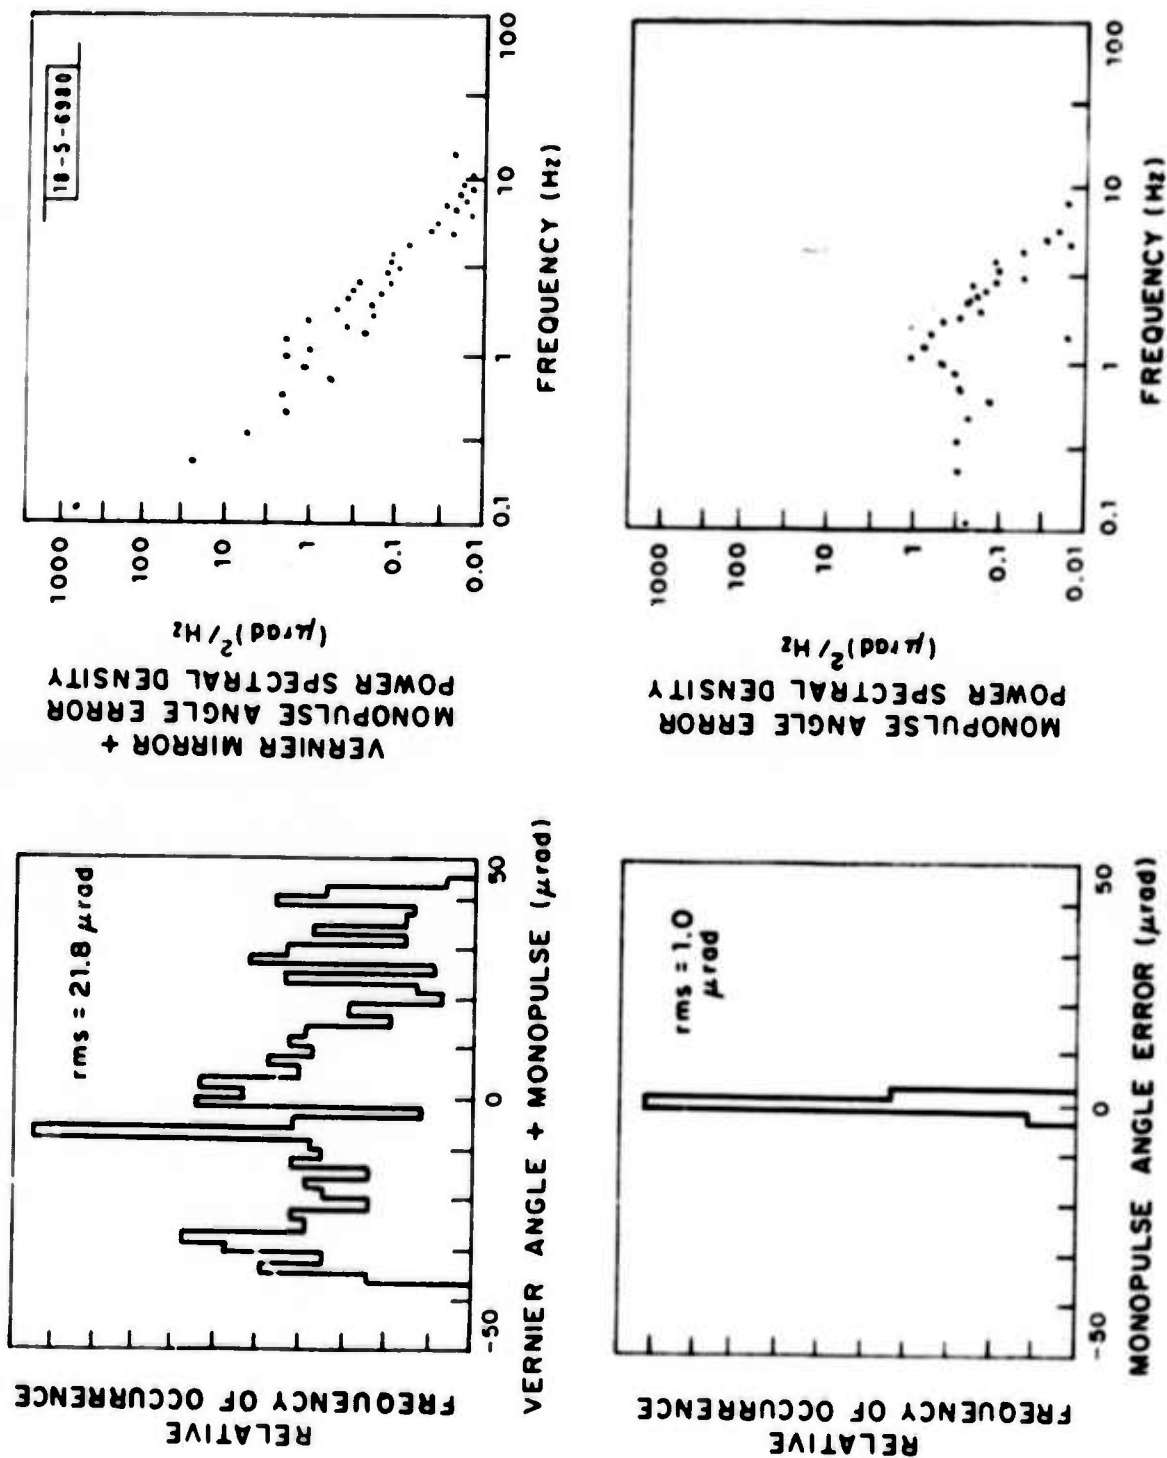 18-S-6980
VERNIER MIRROR +
MONOPULSE ANGLE ERROR
POWER SPECTRAL DENSITY
(μrad)²/Hz
1000
100
10
1
0.1
0.01
0.1
1
10
100
FREQUENCY (Hz)
MONOPULSE ANGLE ERROR
POWER SPECTRAL DENSITY
(μrad)²/Hz
1000
100
10
1
0.1
0.01
0.1
1
10
100
FREQUENCY (Hz)
RELATIVE
FREQUENCY OF OCCURRENCE
rms = 21.8 μrad
-50
0
50
VERNIER ANGLE + MONOPULSE (μrad)
RELATIVE
FREQUENCY OF OCCURRENCE
rms = 1.0
μrad
-50
0
50
MONOPULSE ANGLE ERROR (μrad)